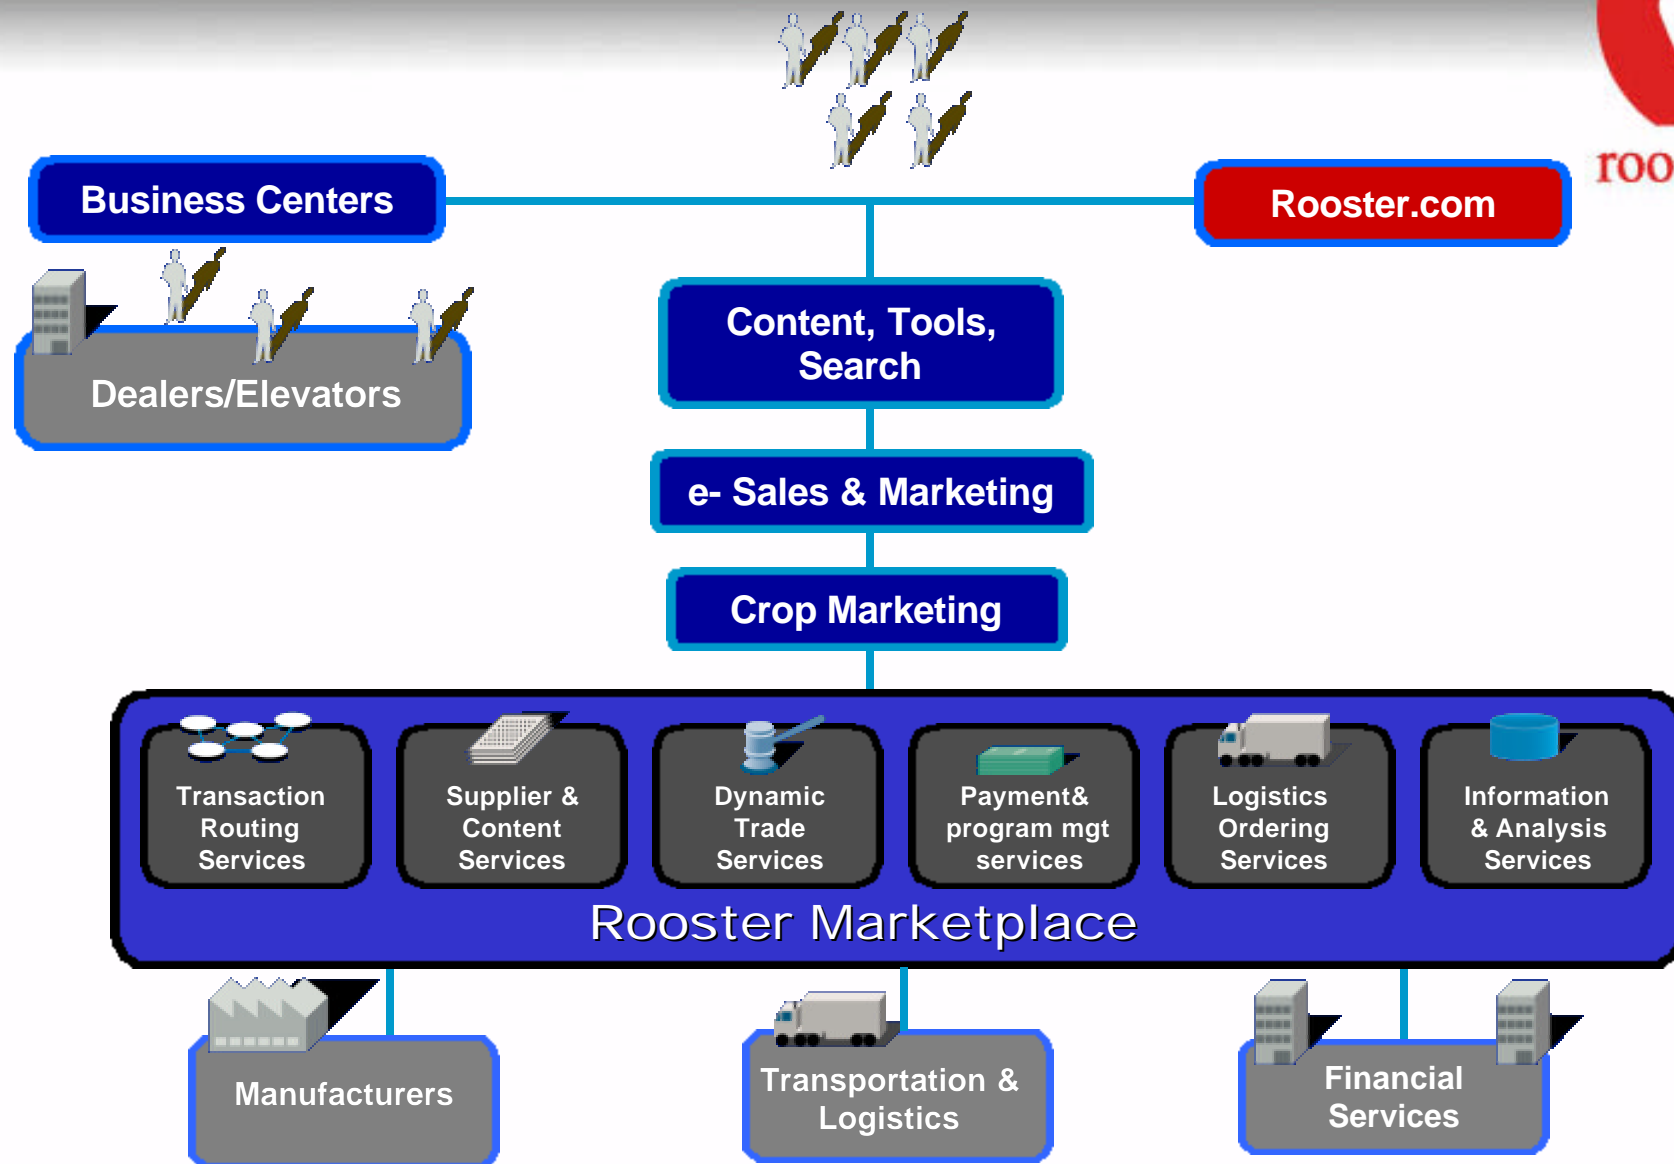 roo
Business Centers
Rooster.com
Content, Tools,
Search
Dealers/Elevators
e- Sales & Marketing
Crop Marketing
Transaction
Routing
Services
Supplier &
Content
Services
Dynamic
Trade
Services
Payment&
program mgt
services
Logistics
Ordering
Services
Information
& Analysis
Services
Rooster Marketplace
Manufacturers
Transportation &
Logistics
Financial
Services